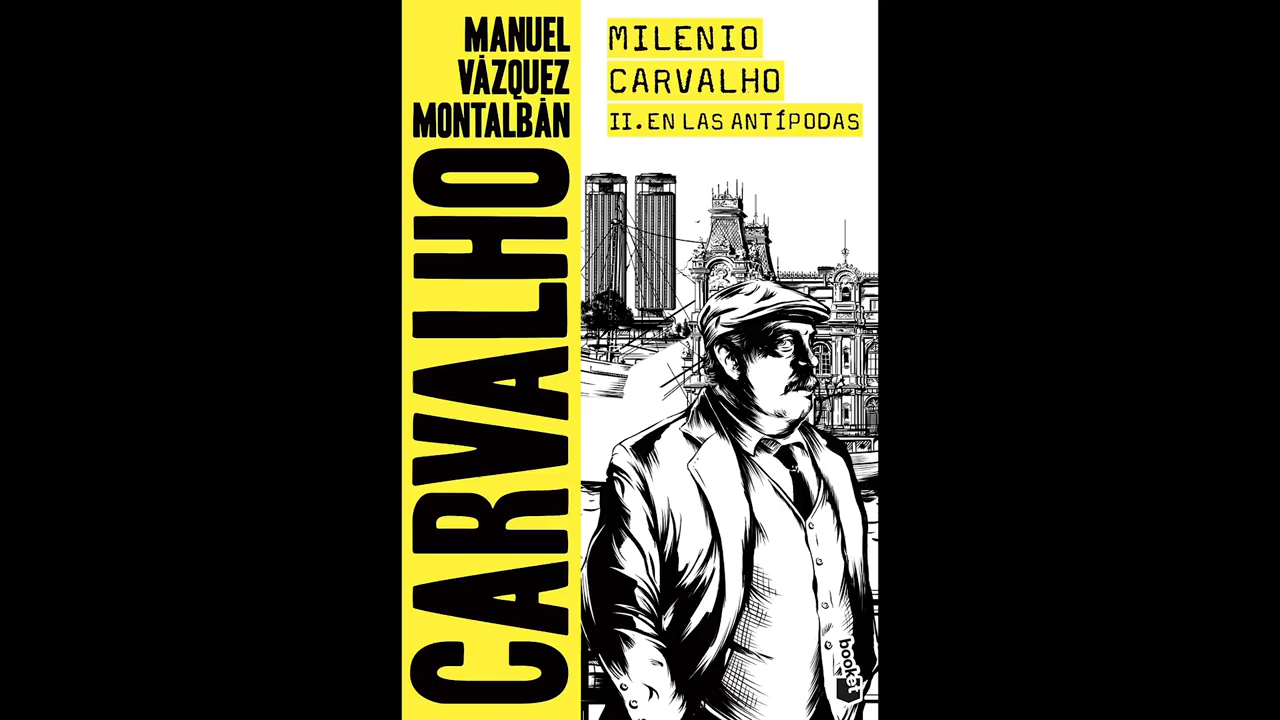 MANUEL
VÁZQUEZ
MONTALBÁN
CARVALHO
MILENIO
CARVALHO
II. EN LAS ANTÍPODAS
booket